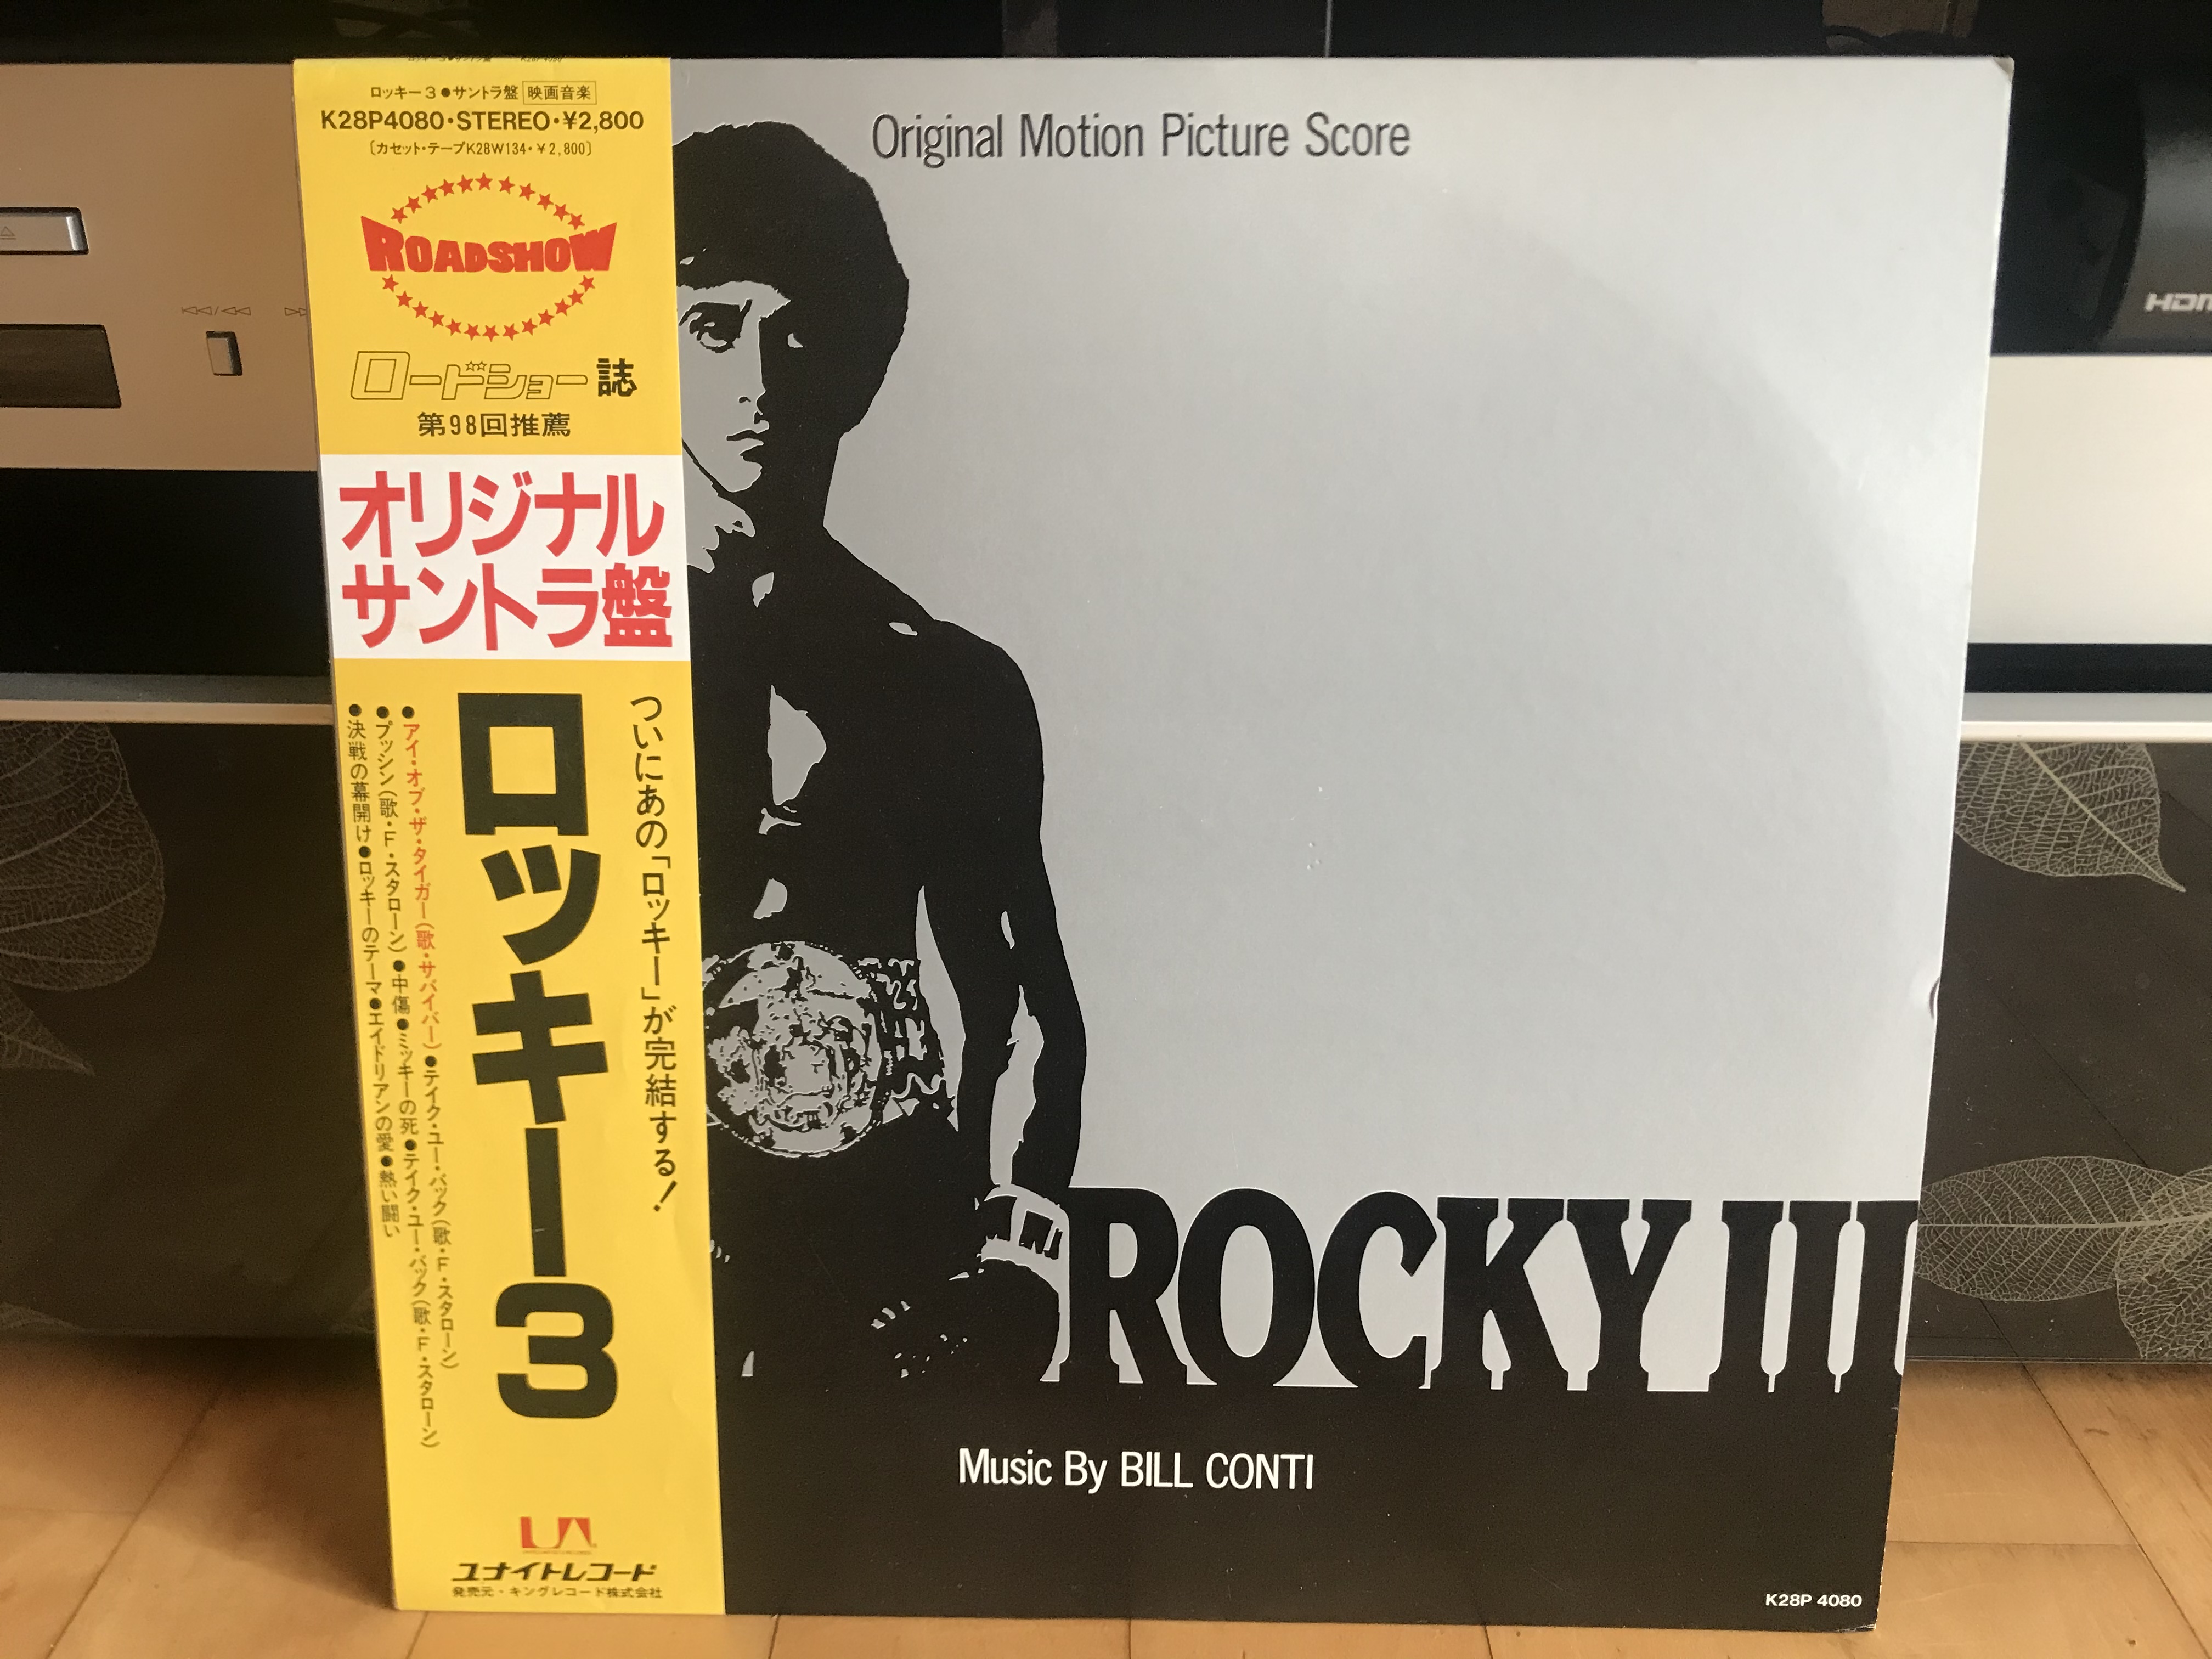 ロッキー3●サントラ盤 映画音楽
K28P4080・STEREO・¥2,800
〔カセット・テープK28W134・¥2,800〕
ROADSHOW
ロードショー誌
第98回推薦
オリジナル
サントラ盤
ついにあの「ロッキー」が完結する!
ロッキー3
●アイ・オブ・ザ・タイガー(歌・サバイバー)●テイク・ユー・バック(歌・F・スタローン)
●プッシン(歌・F・スタローン)●中傷●ミッキーの死●テイク・ユー・バック(歌・F・スタローン)
●決戦の幕開け●ロッキーのテーマ●エイドリアンの愛●熱い闘い
UA
ユナイトレコード
発売元・キングレコード株式会社
Original Motion Picture Score
ROCKY III
Music By BILL CONTI
K28P 4080
HDM